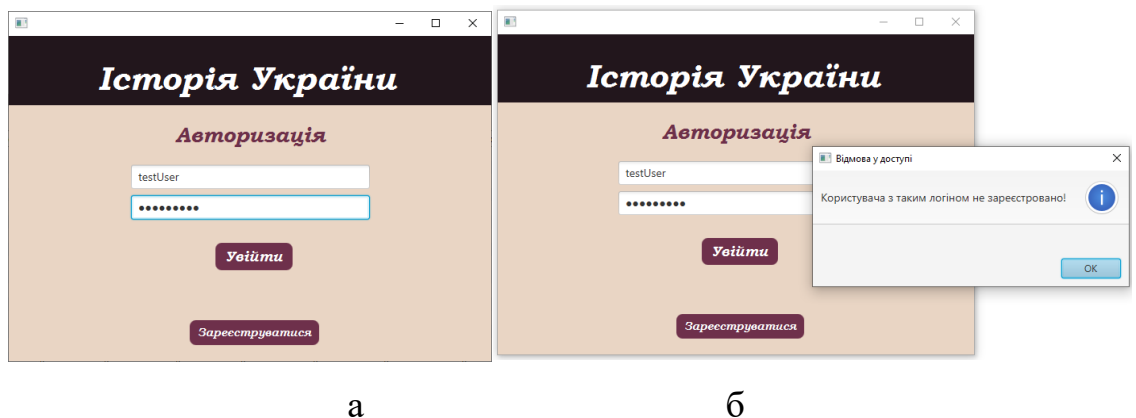 Історія України
Авторизація
testUser
●●●●●●●●●
Увійти
Зареєструватися
а
Історія України
Авторизація
testUser
●●●●●●●●●
Увійти
Зареєструватися
Відмова у доступі
Користувача з таким логіном не зареєстровано!
OK
б